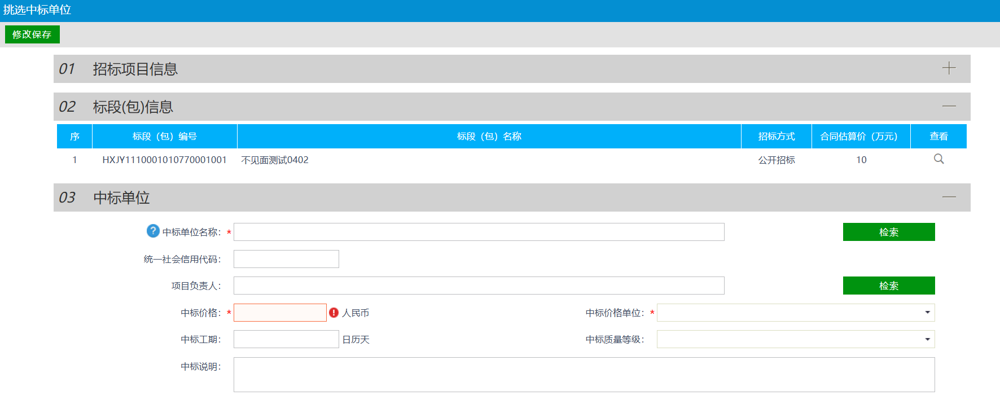 挑选中标单位
修改保存
01 招标项目信息
02 标段(包)信息
序 标段（包）编号 标段（包）名称 招标方式 合同估算价（万元） 查看
1 HXJY1110001010770001001 不见面测试0402 公开招标 10
03 中标单位
? 中标单位名称：* 检索
统一社会信用代码：
项目负责人： 检索
中标价格：* ! 人民币 中标价格单位：*
中标工期： 日历天 中标质量等级：
中标说明：